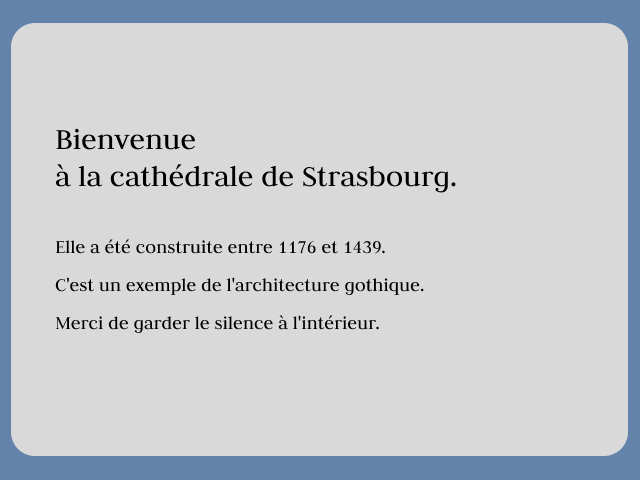 Bienvenue
à la cathédrale de Strasbourg.
Elle a été construite entre 1176 et 1439.
C'est un exemple de l'architecture gothique.
Merci de garder le silence à l'intérieur.